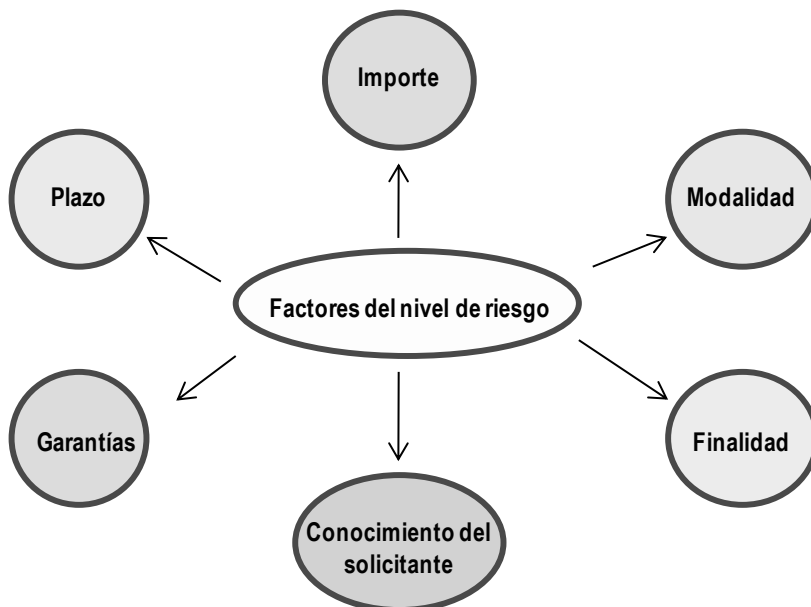 Importe
Plazo
Modalidad
Factores del nivel de riesgo
Garantías
Finalidad
Conocimiento del
solicitante